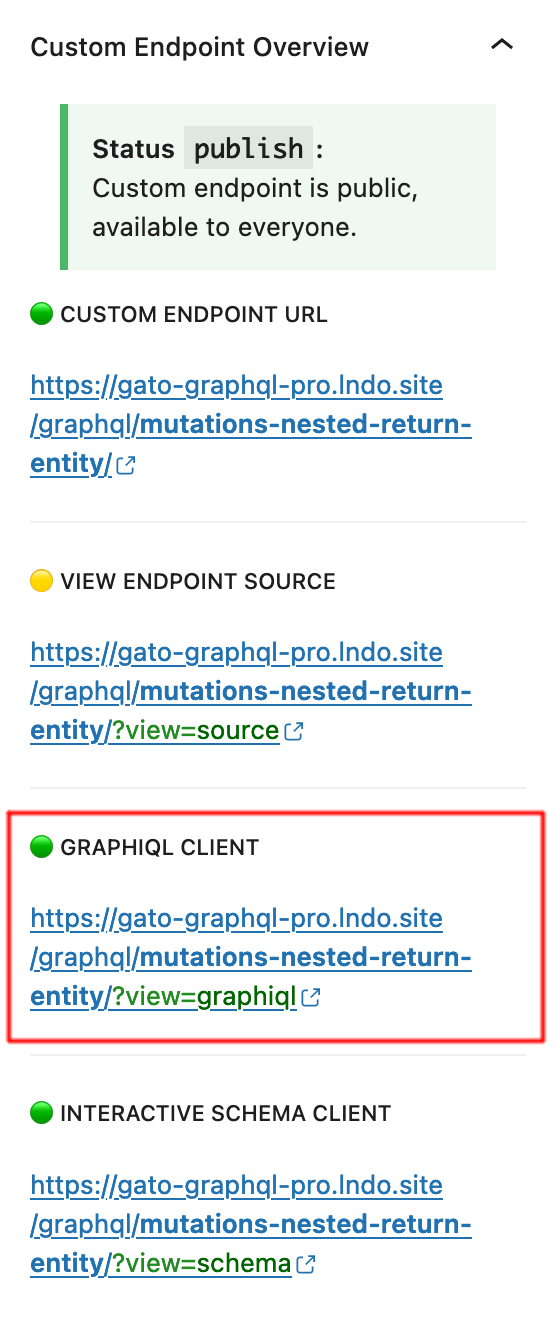 Custom Endpoint Overview
Status publish :
Custom endpoint is public,
available to everyone.
CUSTOM ENDPOINT URL
https://gato-graphql-pro.lndo.site
/graphql/mutations-nested-return-
entity/
VIEW ENDPOINT SOURCE
https://gato-graphql-pro.lndo.site
/graphql/mutations-nested-return-
entity/?view=source
GRAPHIQL CLIENT
https://gato-graphql-pro.lndo.site
/graphql/mutations-nested-return-
entity/?view=graphiql
INTERACTIVE SCHEMA CLIENT
https://gato-graphql-pro.lndo.site
/graphql/mutations-nested-return-
entity/?view=schema